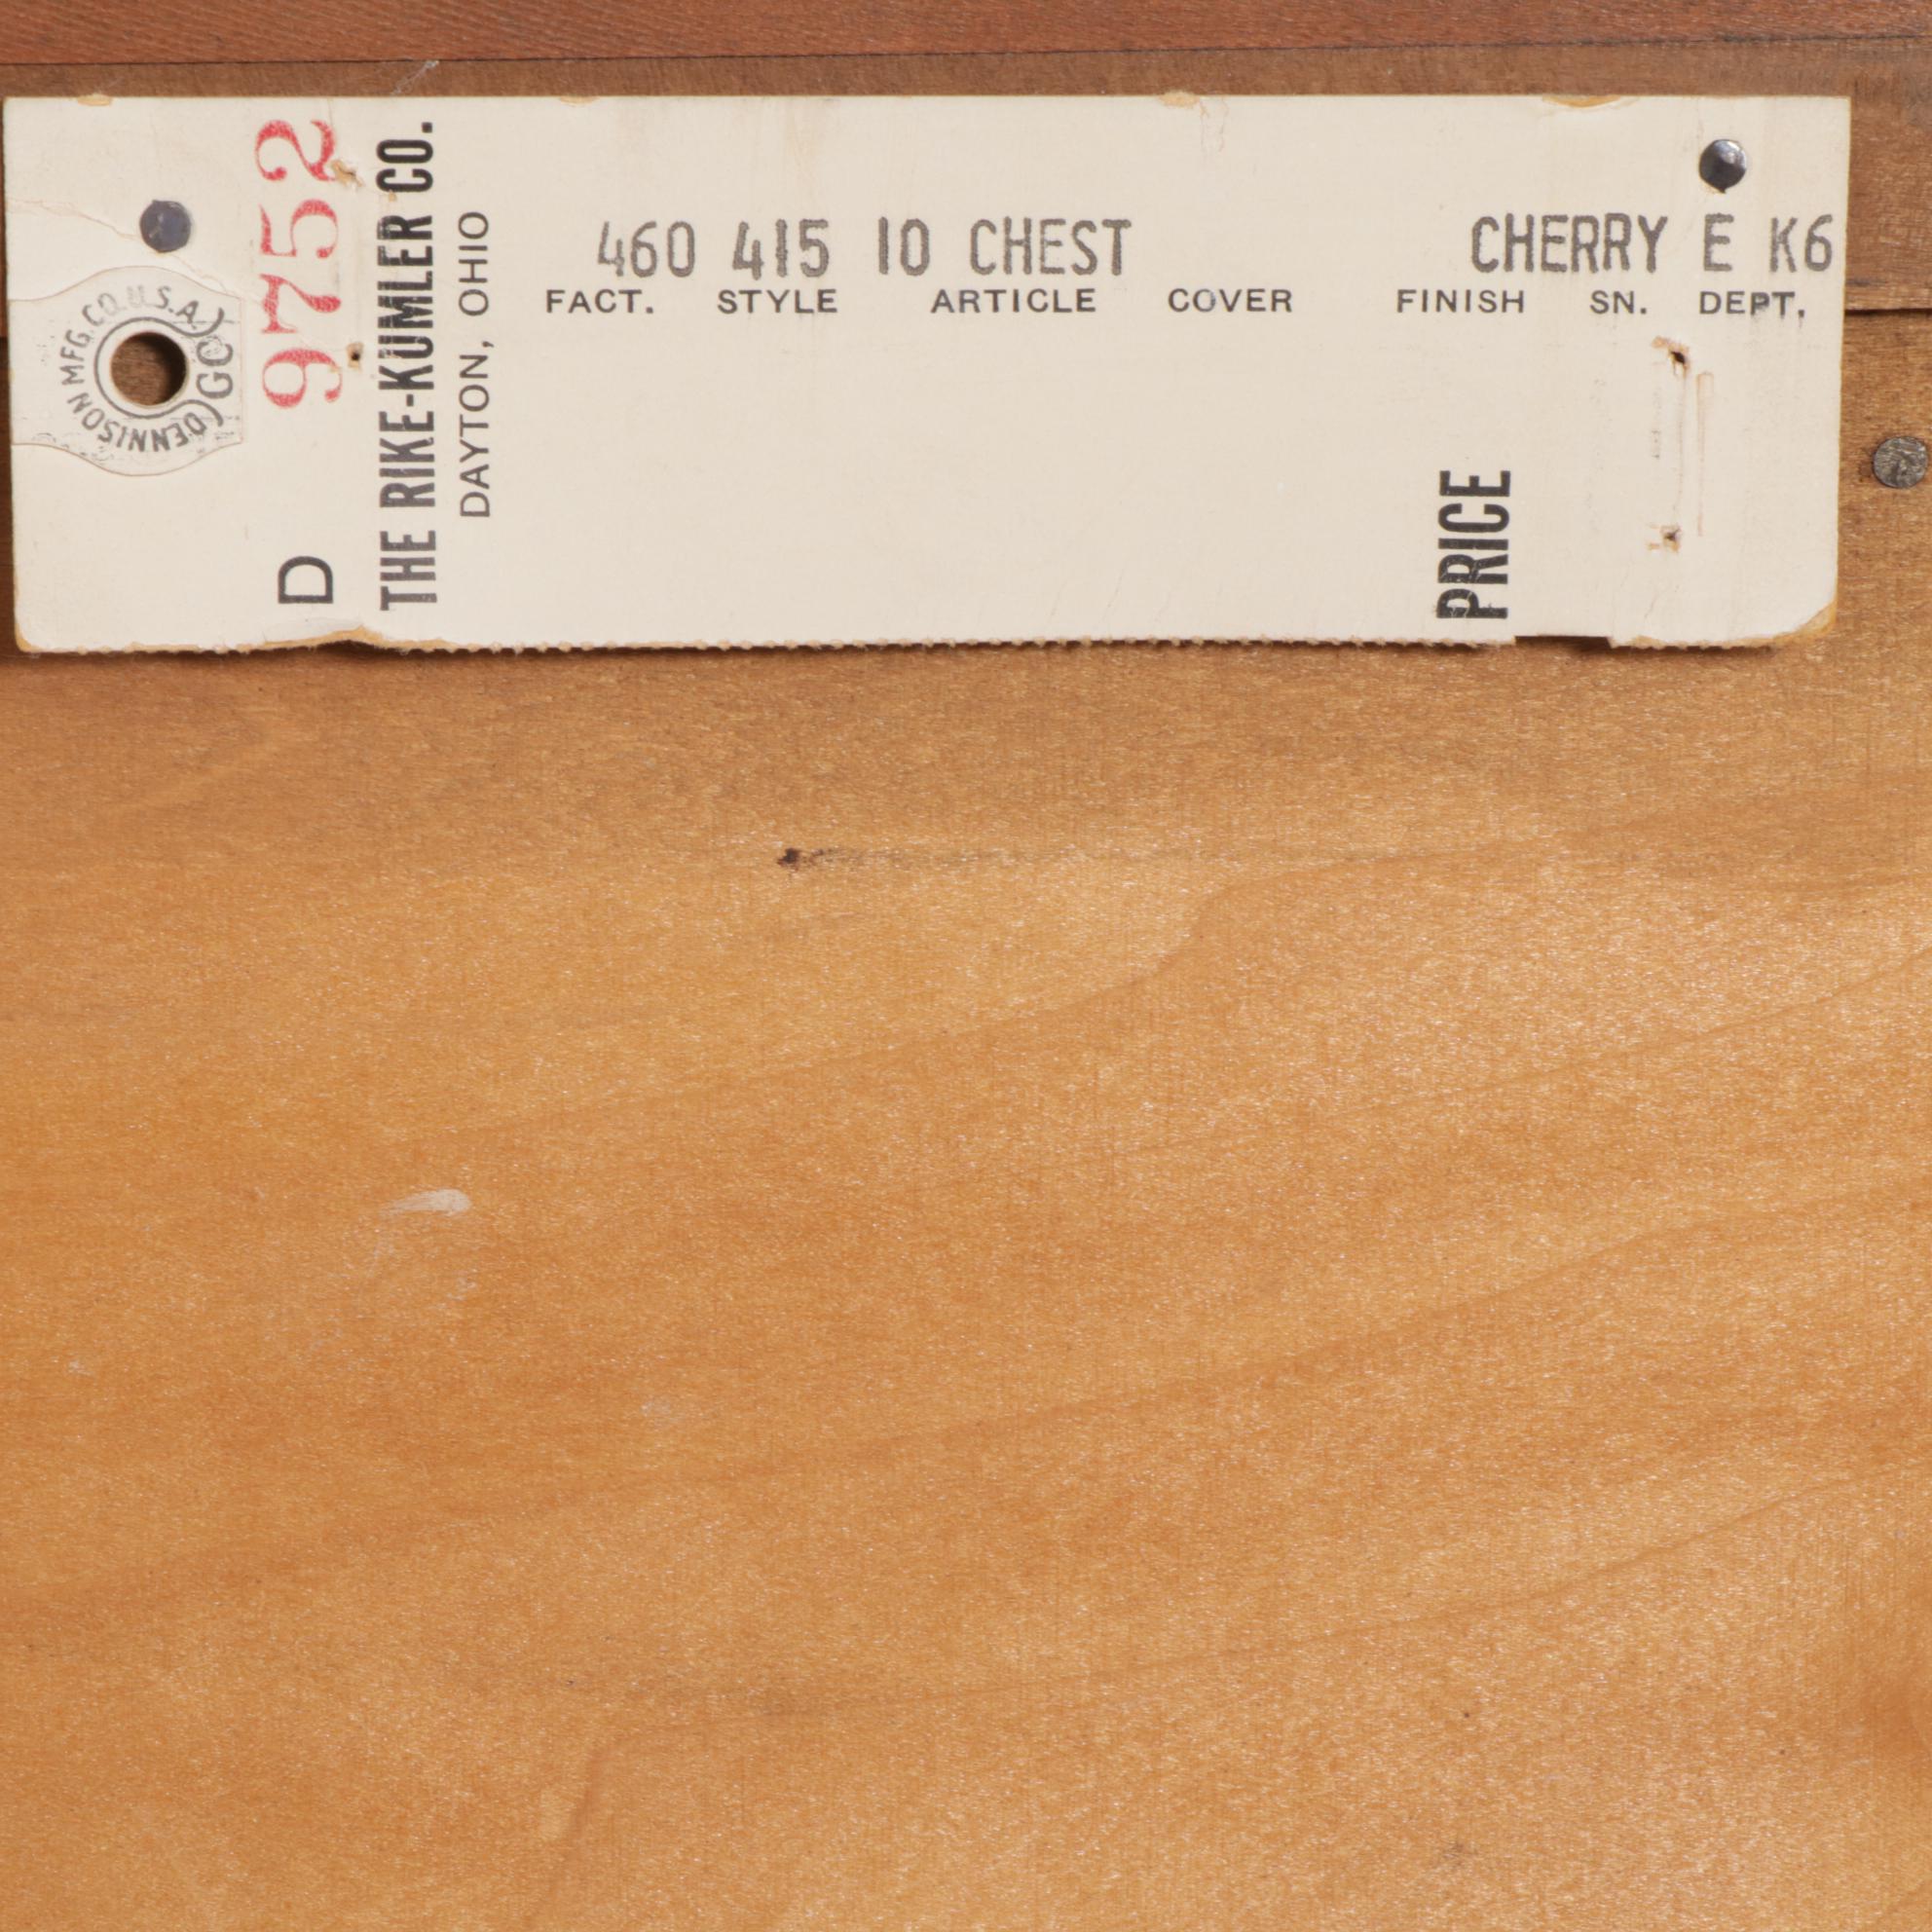 DENNISON MFG. CO. U.S.A.
(GC)
D 9752
THE RIKE-KUMLER CO.
DAYTON, OHIO
460 415 10 CHEST CHERRY E K6
FACT. STYLE ARTICLE COVER FINISH SN. DEPT.
PRICE